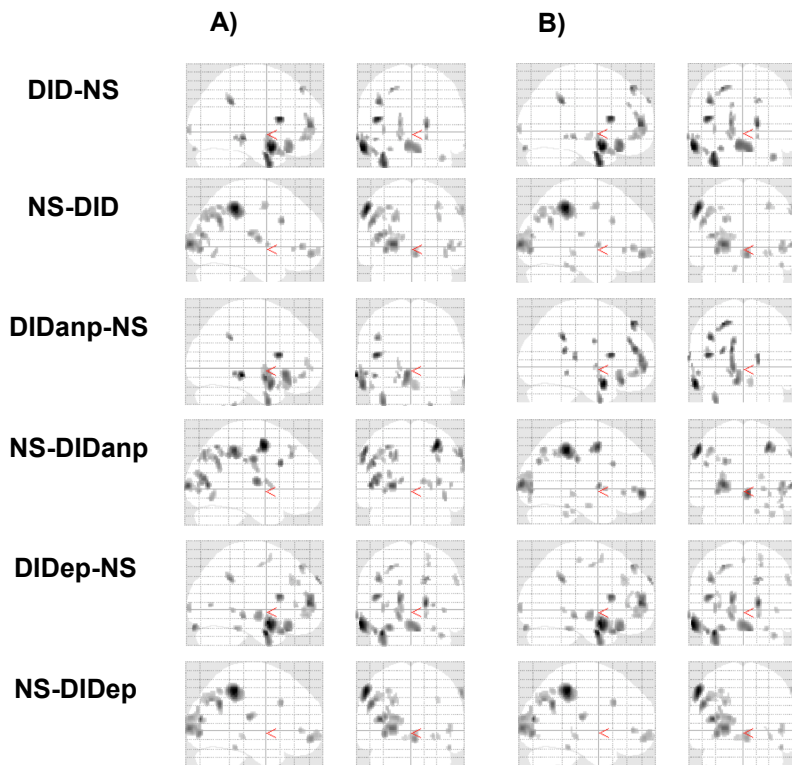 A)
B)
DID-NS
NS-DID
DIDanp-NS
NS-DIDanp
DIDep-NS
NS-DIDep